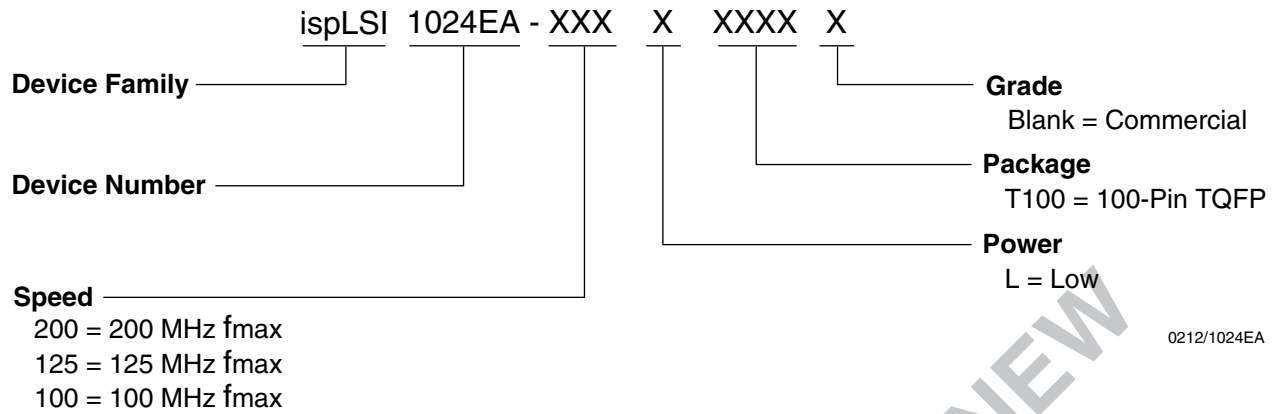 ispLSI 1024EA - XXX X XXXX X
Device Family
Device Number
Speed
200 = 200 MHz fmax
125 = 125 MHz fmax
100 = 100 MHz fmax
Grade
Blank = Commercial
Package
T100 = 100-Pin TQFP
Power
L = Low
0212/1024EA
NEW